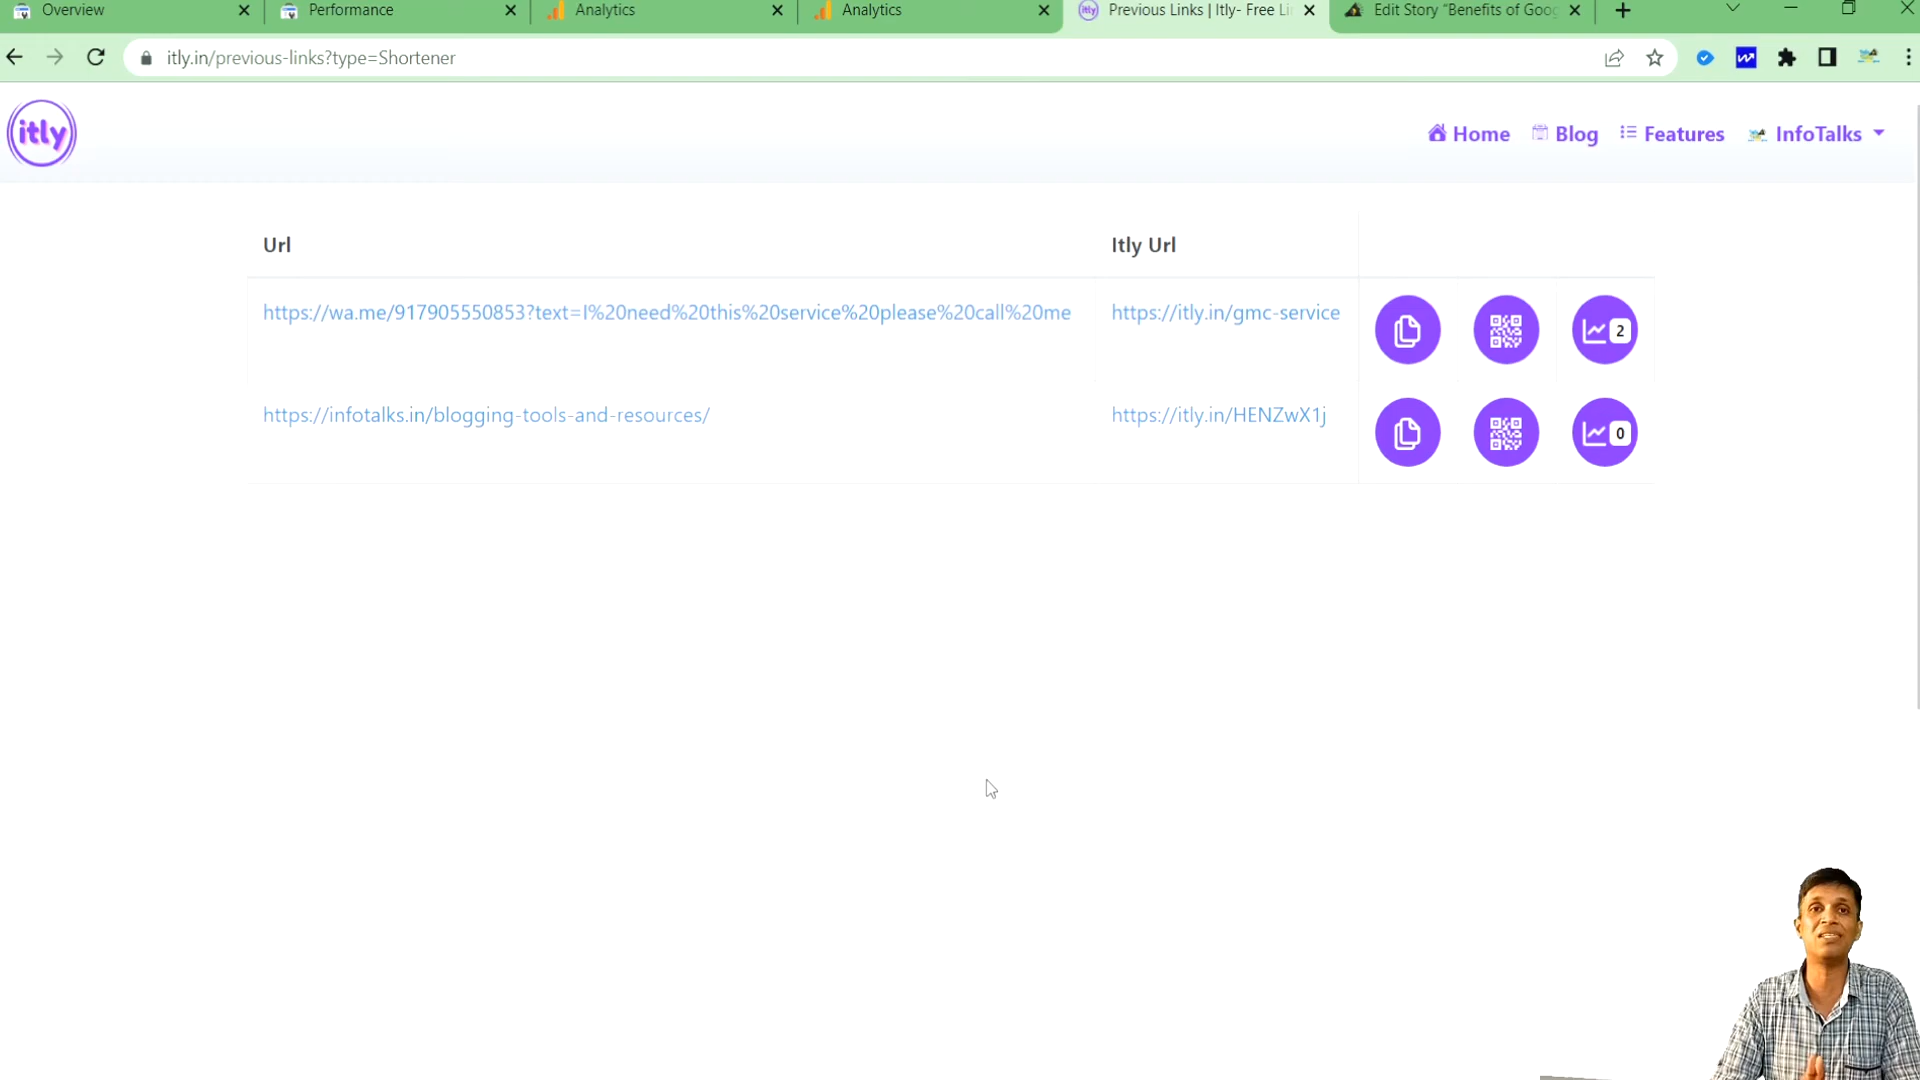 Overview
Performance
Analytics
Analytics
Previous Links | Itly- Free Li
Edit Story “Benefits of Goog
itly.in/previous-links?type=Shortener
itly
Home
Blog
Features
InfoTalks
Url
Itly Url
https://wa.me/917905550853?text=I%20need%20this%20service%20please%20call%20me
https://itly.in/gmc-service
2
https://infotalks.in/blogging-tools-and-resources/
https://itly.in/HENZwX1j
0